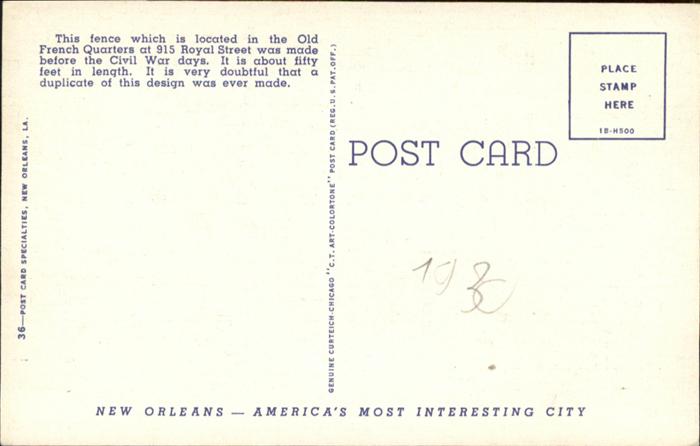 This fence which is located in the Old
French Quarters at 915 Royal Street was made
before the Civil War days. It is about fifty
feet in length. It is very doubtful that a
duplicate of this design was ever made.
36—POST CARD SPECIALTIES, NEW ORLEANS, LA.
GENUINE CURTEICH-CHICAGO "C.T. ART-COLORTONE" POST CARD (REG. U.S. PAT. OFF.)
POST CARD
PLACE
STAMP
HERE
1B-H500
NEW ORLEANS — AMERICA'S MOST INTERESTING CITY